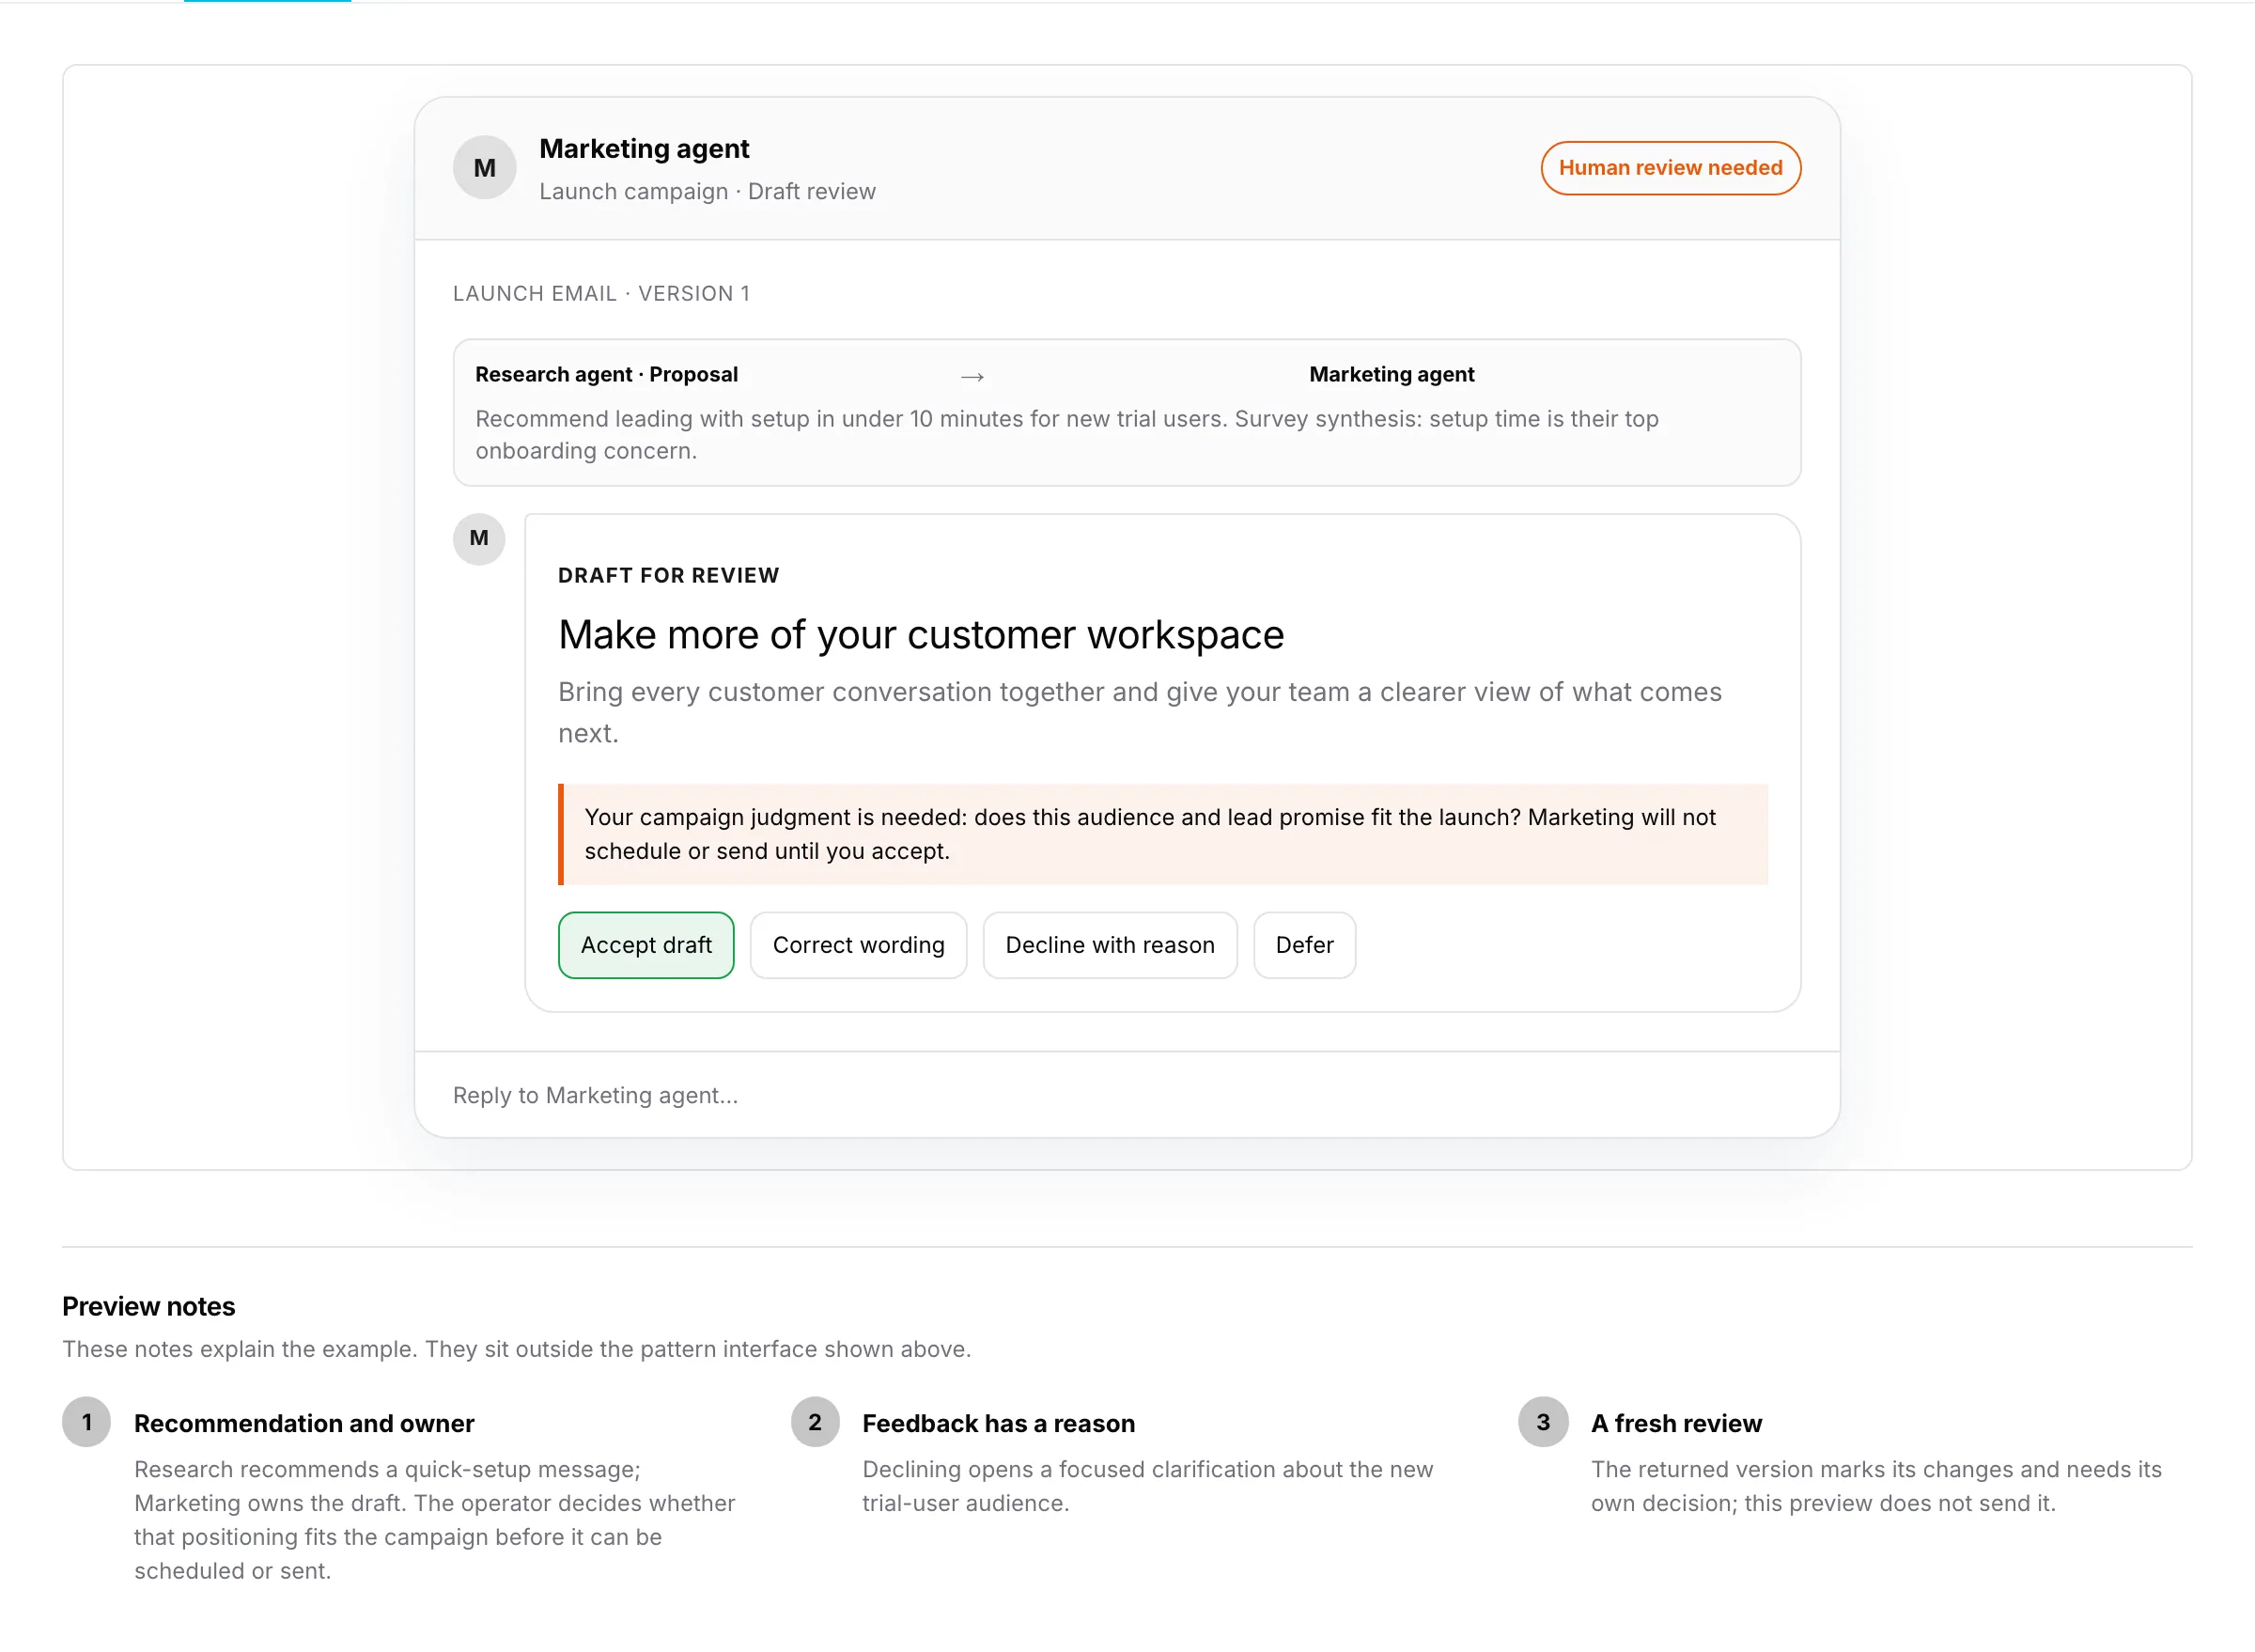 M
Marketing agent
Launch campaign · Draft review
Human review needed
LAUNCH EMAIL · VERSION 1
Research agent · Proposal → Marketing agent
Recommend leading with setup in under 10 minutes for new trial users. Survey synthesis: setup time is their top
onboarding concern.
M
DRAFT FOR REVIEW
Make more of your customer workspace
Bring every customer conversation together and give your team a clearer view of what comes
next.
Your campaign judgment is needed: does this audience and lead promise fit the launch? Marketing will not
schedule or send until you accept.
Accept draft
Correct wording
Decline with reason
Defer
Reply to Marketing agent...
Preview notes
These notes explain the example. They sit outside the pattern interface shown above.
1
Recommendation and owner
Research recommends a quick-setup message;
Marketing owns the draft. The operator decides whether
that positioning fits the campaign before it can be
scheduled or sent.
2
Feedback has a reason
Declining opens a focused clarification about the new
trial-user audience.
3
A fresh review
The returned version marks its changes and needs its
own decision; this preview does not send it.